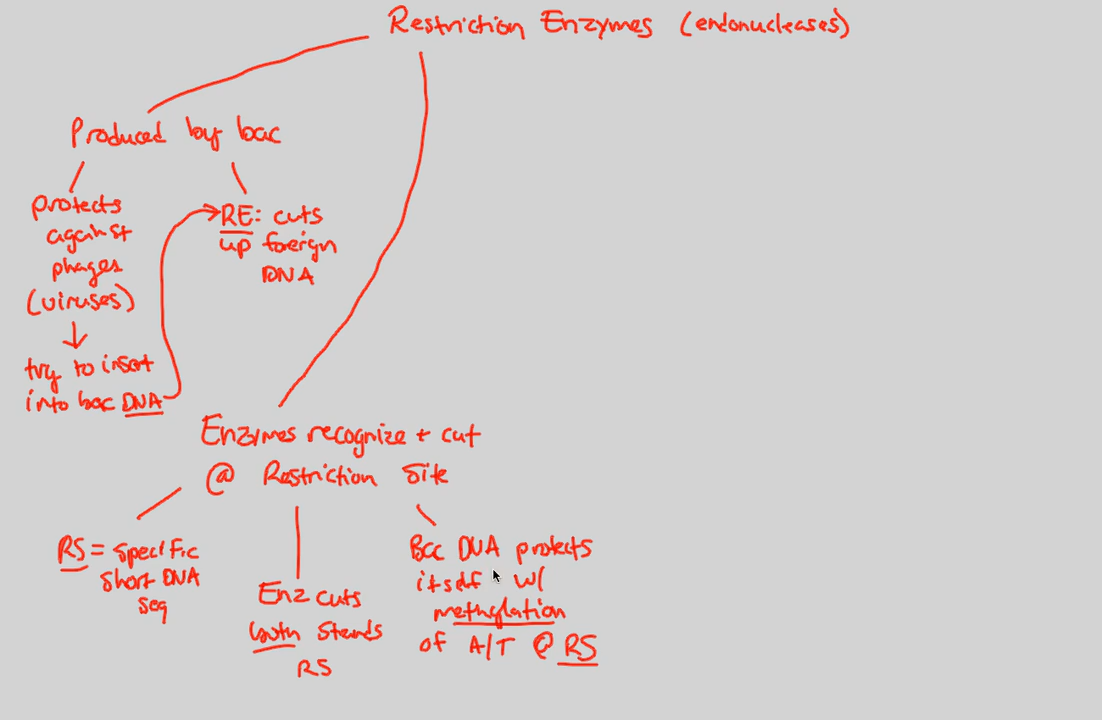 Restriction Enzymes (endonucleases)
Produced by bac
protects
against
phages
(viruses)
↓
try to insert
into bac DNA
RE: cuts
up foreign
DNA
Enzymes recognize + cut
@ Restriction Site
RS = specific
short DNA
seq
Enz cuts
both Stands
RS
Bac DNA protects
itself w/
methylation
of A/T @ RS